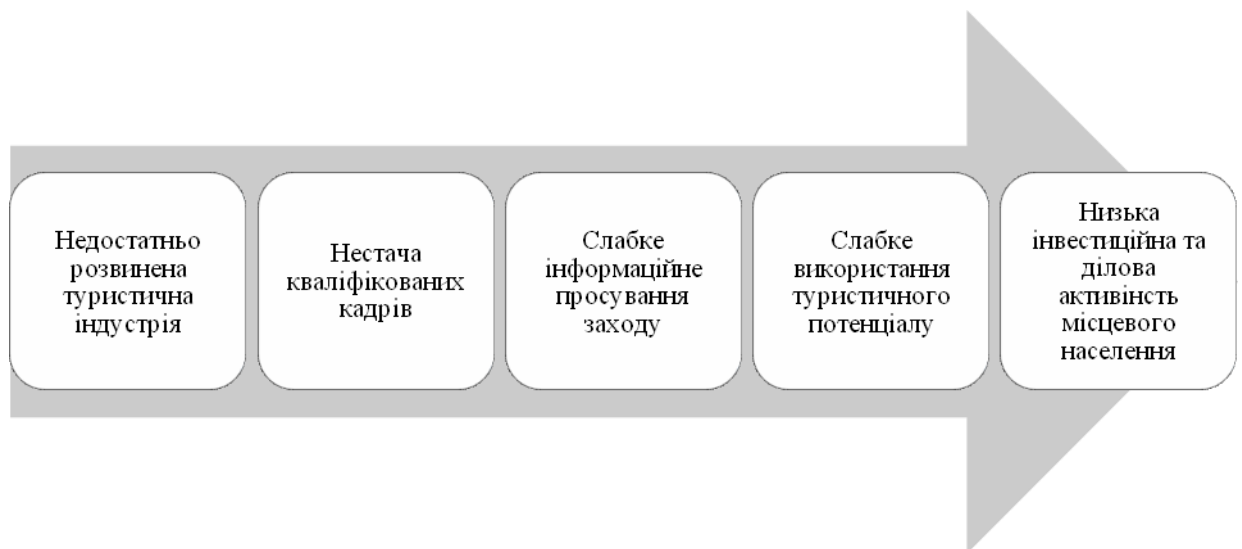 Недостатньо
розвинена
туристична
індустрія
Нестача
кваліфікованих
кадрів
Слабке
інформаційне
просування
заходу
Слабке
використання
туристичного
потенціалу
Низька
інвестиційна та
ділова
активінсть
місцевого
населення